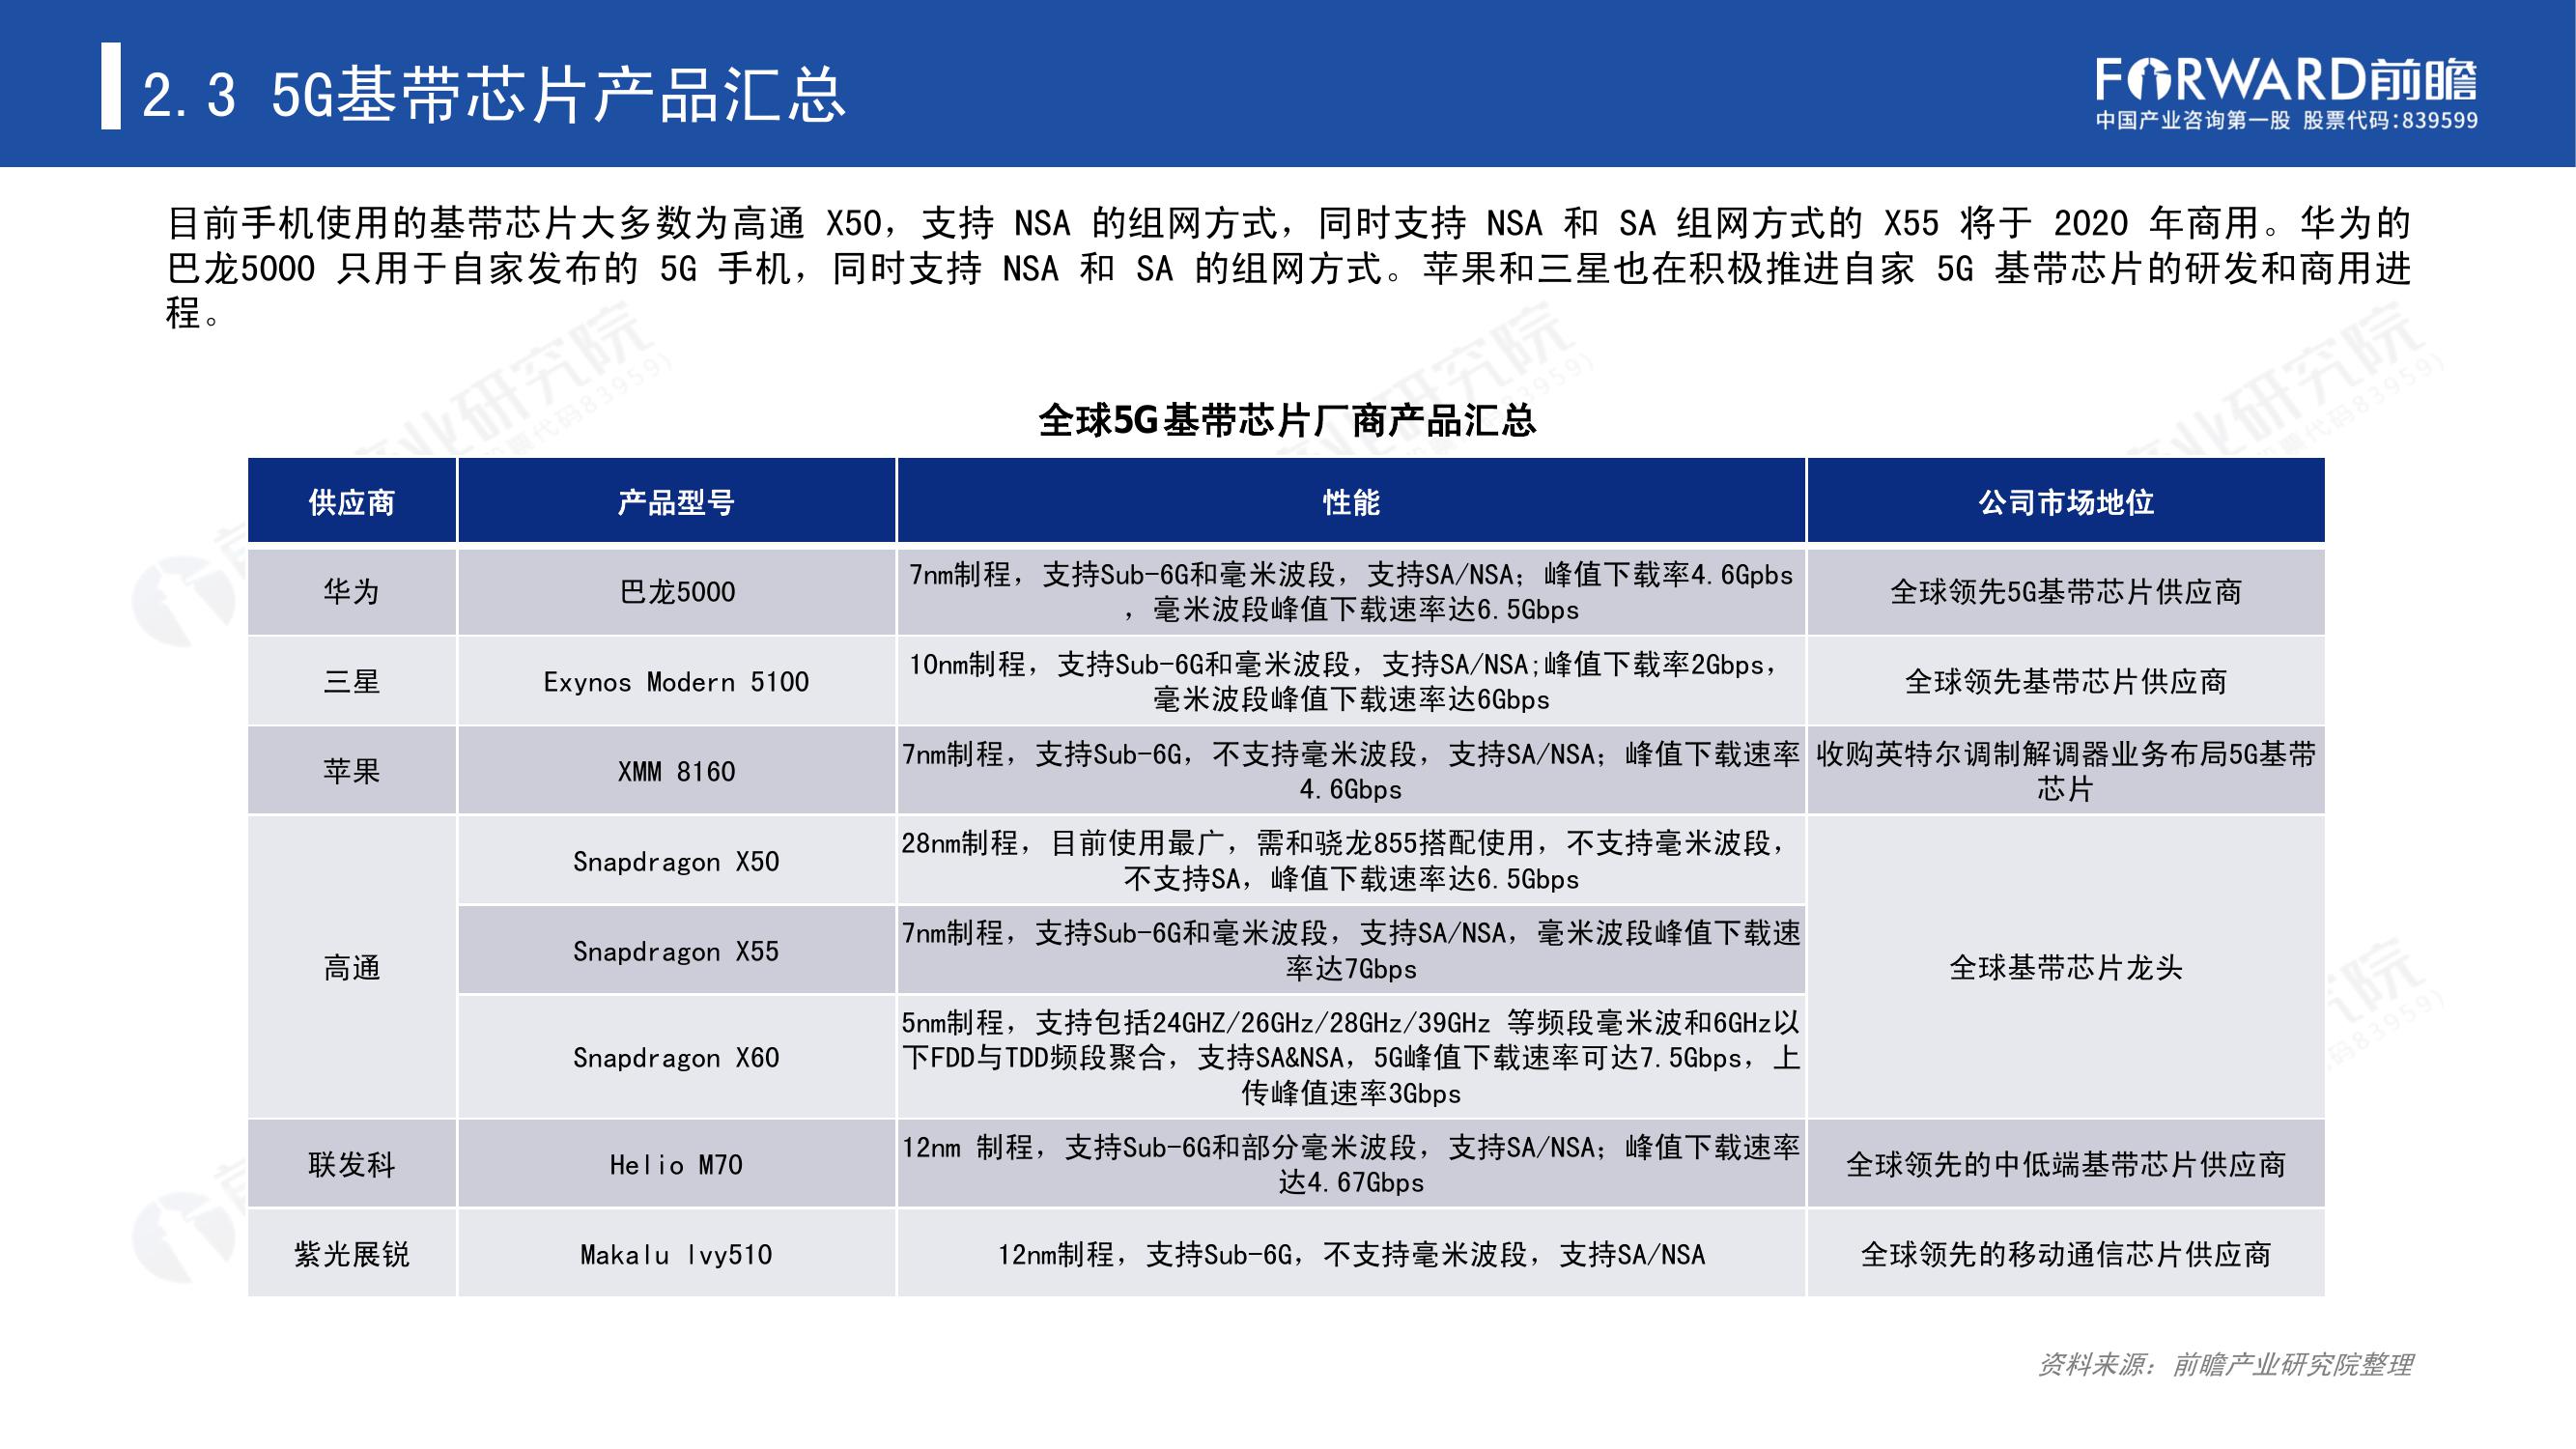 2.3 5G基带芯片产品汇总
FORWARD前瞻
中国产业咨询第一股 股票代码:839599
目前手机使用的基带芯片大多数为高通 X50，支持 NSA 的组网方式，同时支持 NSA 和 SA 组网方式的 X55 将于 2020 年商用。华为的
巴龙5000 只用于自家发布的 5G 手机，同时支持 NSA 和 SA 的组网方式。苹果和三星也在积极推进自家 5G 基带芯片的研发和商用进
程。
全球5G基带芯片厂商产品汇总
供应商 产品型号 性能 公司市场地位
华为 巴龙5000 7nm制程，支持Sub-6G和毫米波段，支持SA/NSA；峰值下载率4.6Gpbs
，毫米波段峰值下载速率达6.5Gbps
全球领先5G基带芯片供应商
三星 Exynos Modern 5100 10nm制程，支持Sub-6G和毫米波段，支持SA/NSA;峰值下载率2Gbps，
毫米波段峰值下载速率达6Gbps
全球领先基带芯片供应商
苹果 XMM 8160 7nm制程，支持Sub-6G，不支持毫米波段，支持SA/NSA；峰值下载速率
4.6Gbps
收购英特尔调制解调器业务布局5G基带
芯片
高通
Snapdragon X50 28nm制程，目前使用最广，需和骁龙855搭配使用，不支持毫米波段，
不支持SA，峰值下载速率达6.5Gbps
Snapdragon X55 7nm制程，支持Sub-6G和毫米波段，支持SA/NSA，毫米波段峰值下载速
率达7Gbps
Snapdragon X60 5nm制程，支持包括24GHZ/26GHz/28GHz/39GHz 等频段毫米波和6GHz以
下FDD与TDD频段聚合，支持SA&NSA，5G峰值下载速率可达7.5Gbps，上
传峰值速率3Gbps
全球基带芯片龙头
联发科 Helio M70 12nm 制程，支持Sub-6G和部分毫米波段，支持SA/NSA；峰值下载速率
达4.67Gbps
全球领先的中低端基带芯片供应商
紫光展锐 Makalu lvy510 12nm制程，支持Sub-6G，不支持毫米波段，支持SA/NSA 全球领先的移动通信芯片供应商
资料来源：前瞻产业研究院整理